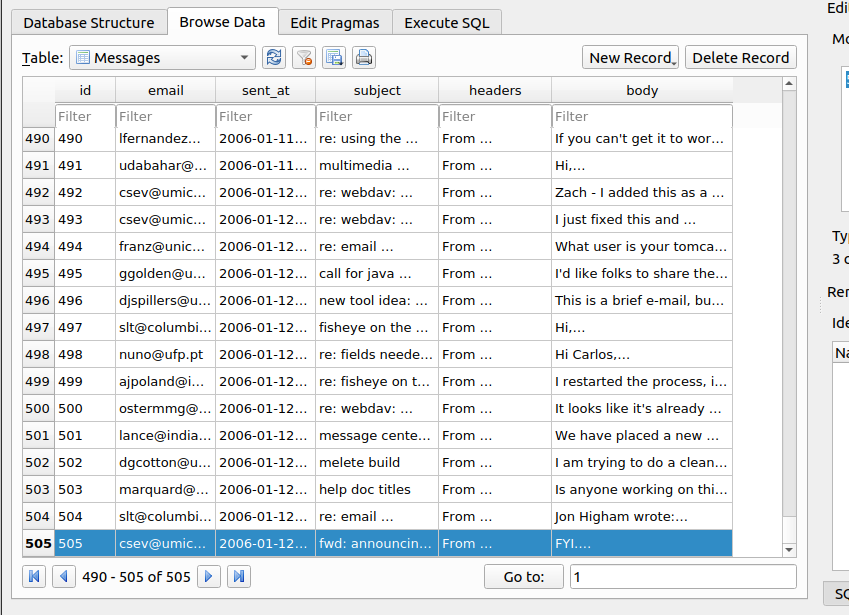 Database Structure Browse Data Edit Pragmas Execute SQL
Table: Messages New Record Delete Record
id email sent_at subject headers body
Filter Filter Filter Filter Filter Filter
490 490 lfernandez... 2006-01-11... re: using the ... From ... If you can't get it to wor...
491 491 udabahar@... 2006-01-11... multimedia ... From ... Hi,...
492 492 csev@umic... 2006-01-12... re: webdav: ... From ... Zach - I added this as a ...
493 493 csev@umic... 2006-01-12... re: webdav: ... From ... I just fixed this and ...
494 494 franz@unic... 2006-01-12... re: email ... From ... What user is your tomca...
495 495 ggolden@u... 2006-01-12... call for java ... From ... I'd like folks to share the...
496 496 djspillers@u... 2006-01-12... new tool idea: ... From ... This is a brief e-mail, bu...
497 497 slt@columbi... 2006-01-12... fisheye on the ... From ... Hi,...
498 498 nuno@ufp.pt 2006-01-12... re: fields neede... From ... Hi Carlos,...
499 499 ajpoland@i... 2006-01-12... re: fisheye on t... From ... I restarted the process, i...
500 500 ostermmg@... 2006-01-12... re: webdav: ... From ... It looks like it's already ...
501 501 lance@india... 2006-01-12... message cente... From ... We have placed a new ...
502 502 dgcotton@u... 2006-01-12... melete build From ... I am trying to do a clean...
503 503 marquard@... 2006-01-12... help doc titles From ... Is anyone working on thi...
504 504 slt@columbi... 2006-01-12... re: email ... From ... Jon Higham wrote:...
505 505 csev@umic... 2006-01-12... fwd: announcin... From ... FYI....
490 - 505 of 505 Go to: 1